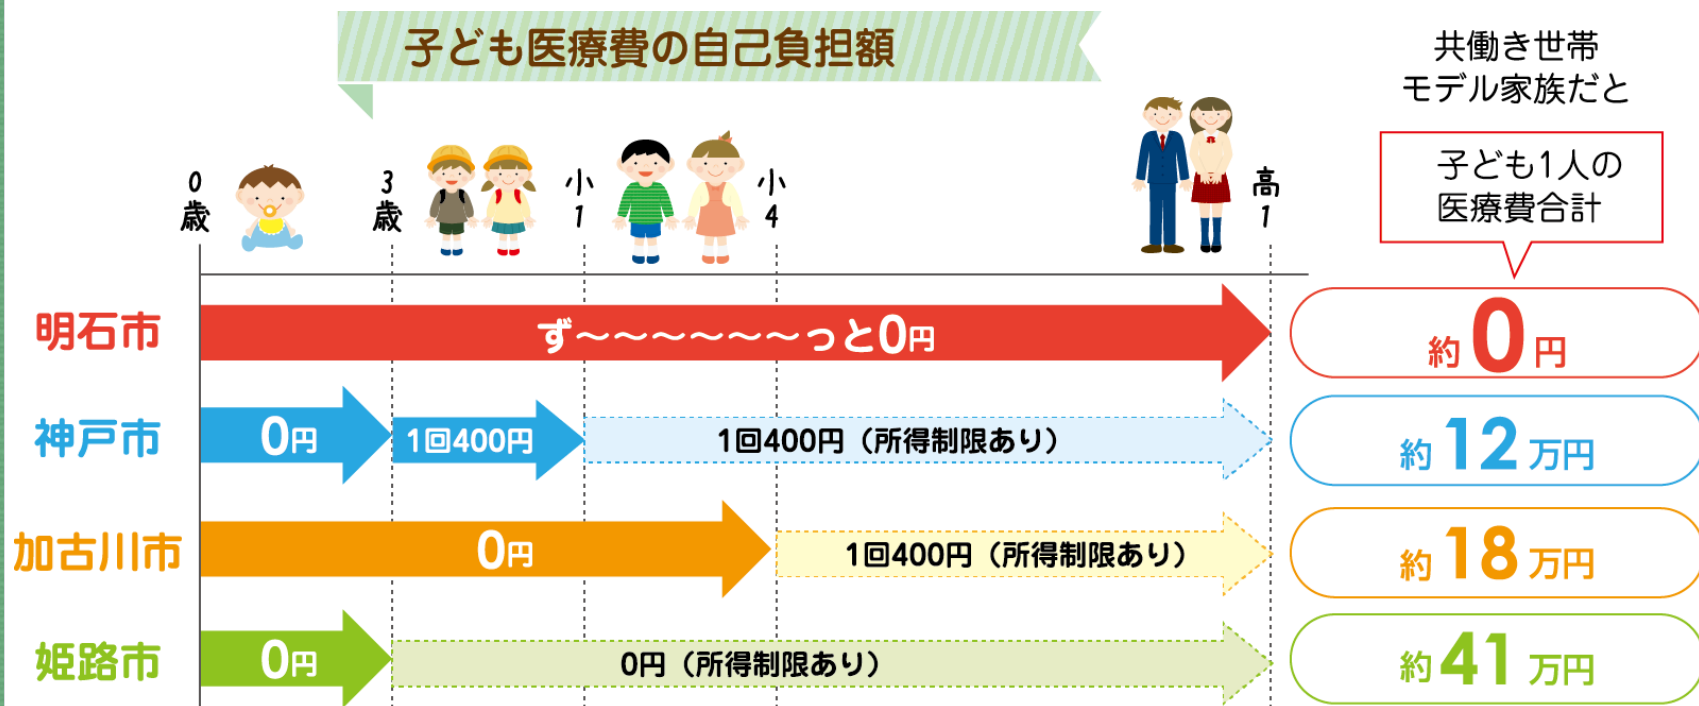 子ども医療費の自己負担額
共働き世帯
モデル家族だと
子ども1人の
医療費合計
0歳
3歳
小1
小4
高1
明石市
ず〜〜〜〜〜〜っと0円
約0円
神戸市
0円
1回400円
1回400円（所得制限あり）
約12万円
加古川市
0円
1回400円（所得制限あり）
約18万円
姫路市
0円
0円（所得制限あり）
約41万円